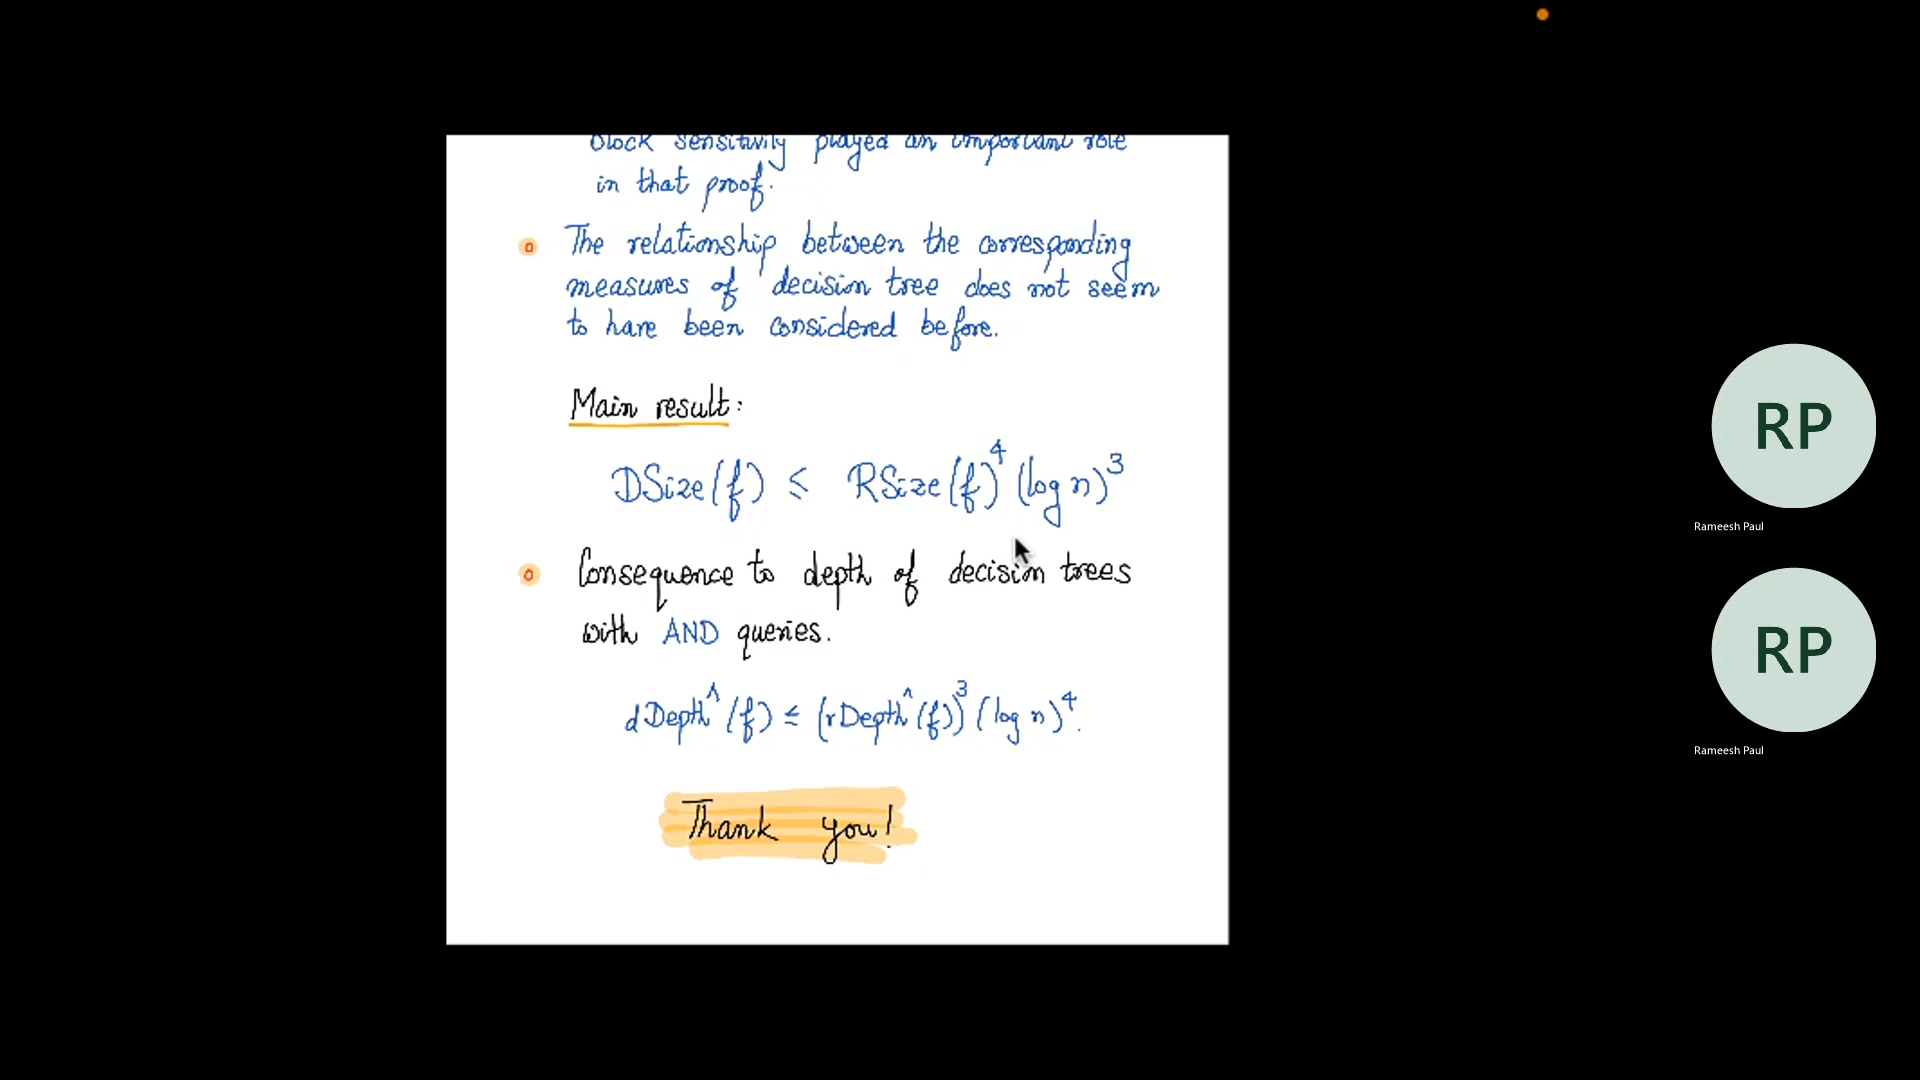 block sensitivity played an important role
in that proof.
The relationship between the corresponding
measures of decision tree does not seem
to have been considered before.
Main result:
DSize(f) ≤ RSize(f)^4 (log n)^3
Consequence to depth of decision trees
with AND queries.
dDepth^∧(f) ≤ (rDepth^∧(f))^3 (log n)^4.
Thank you!
RP
Rameesh Paul
RP
Rameesh Paul